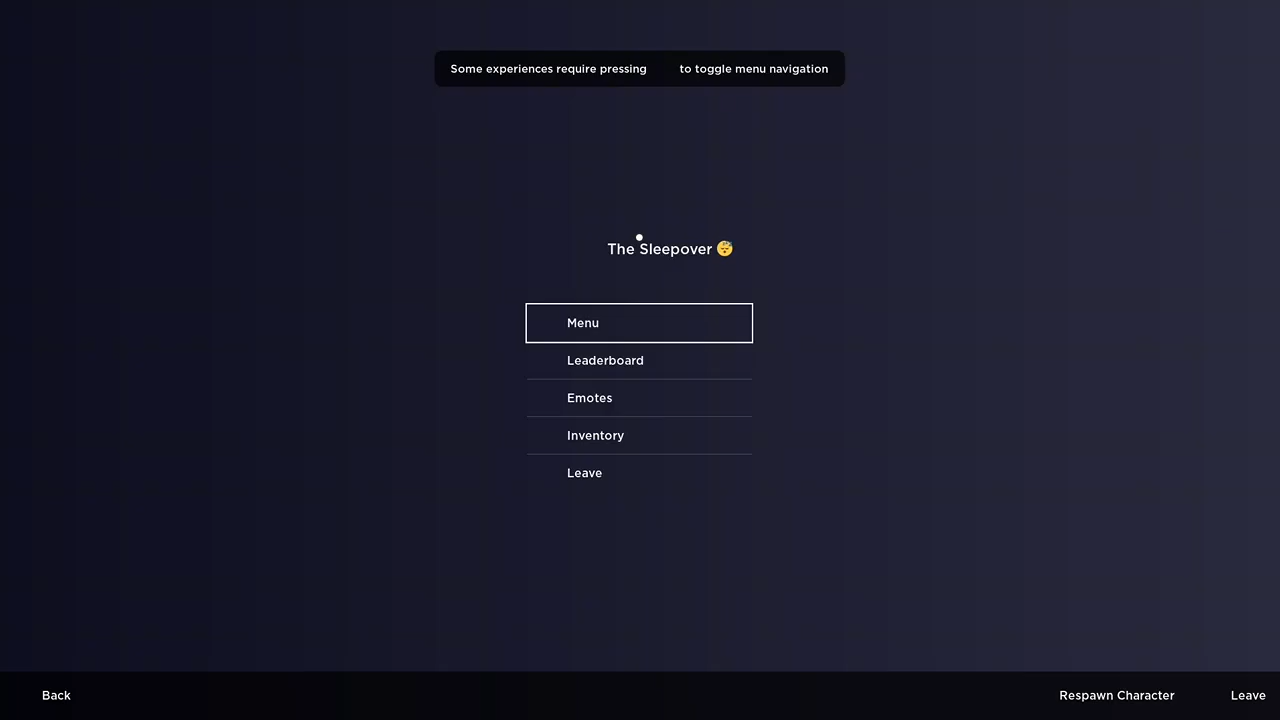 Some experiences require pressing to toggle menu navigation
The Sleepover 😴
Menu
Leaderboard
Emotes
Inventory
Leave
Back Respawn Character Leave